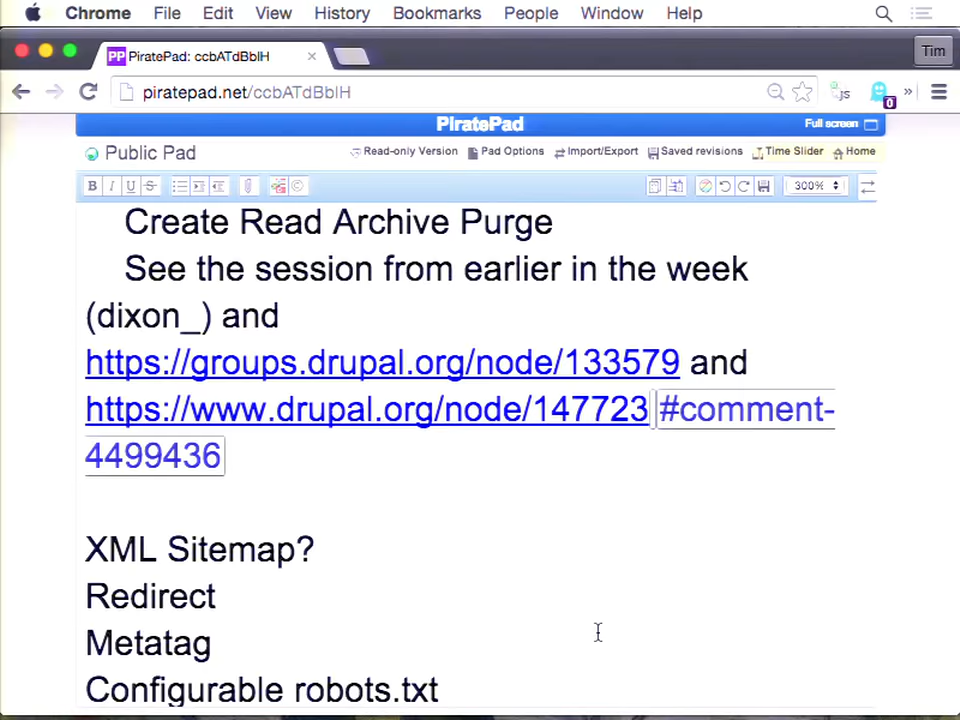 Chrome File Edit View History Bookmarks People Window Help
PP PiratePad: ccbATdBblH × Tim
piratepad.net/ccbATdBblH JS 0 »
PiratePad Full screen
Public Pad Read-only Version Pad Options Import/Export Saved revisions Time Slider Home
B I U S 300%
Create Read Archive Purge
See the session from earlier in the week
(dixon_) and
https://groups.drupal.org/node/133579 and
https://www.drupal.org/node/147723 #comment-
4499436
XML Sitemap?
Redirect
Metatag
Configurable robots.txt